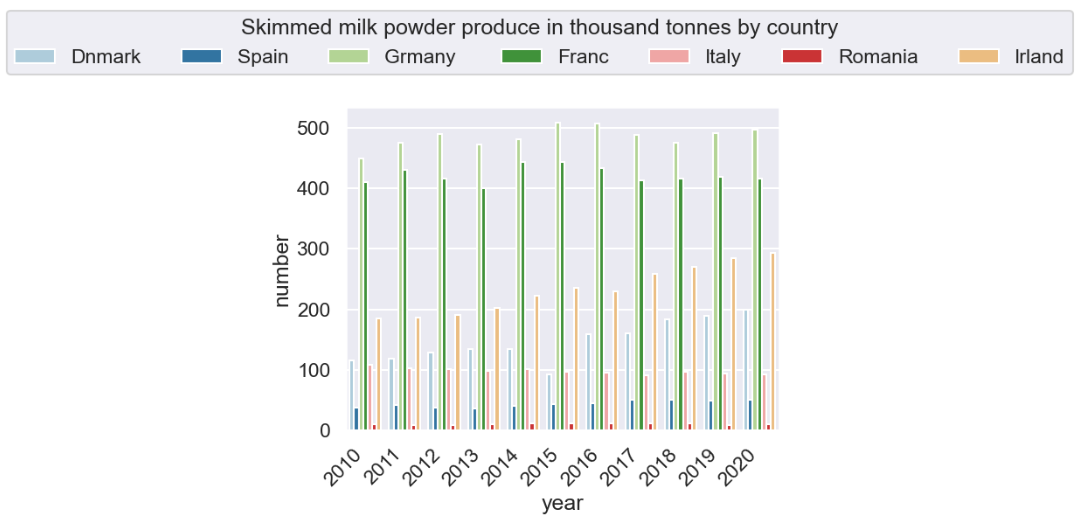 Skimmed milk powder produce in thousand tonnes by country
Dnmark Spain Grmany Franc Italy Romania Irland
500
400
300
200
100
0
number
2010 2011 2012 2013 2014 2015 2016 2017 2018 2019 2020
year